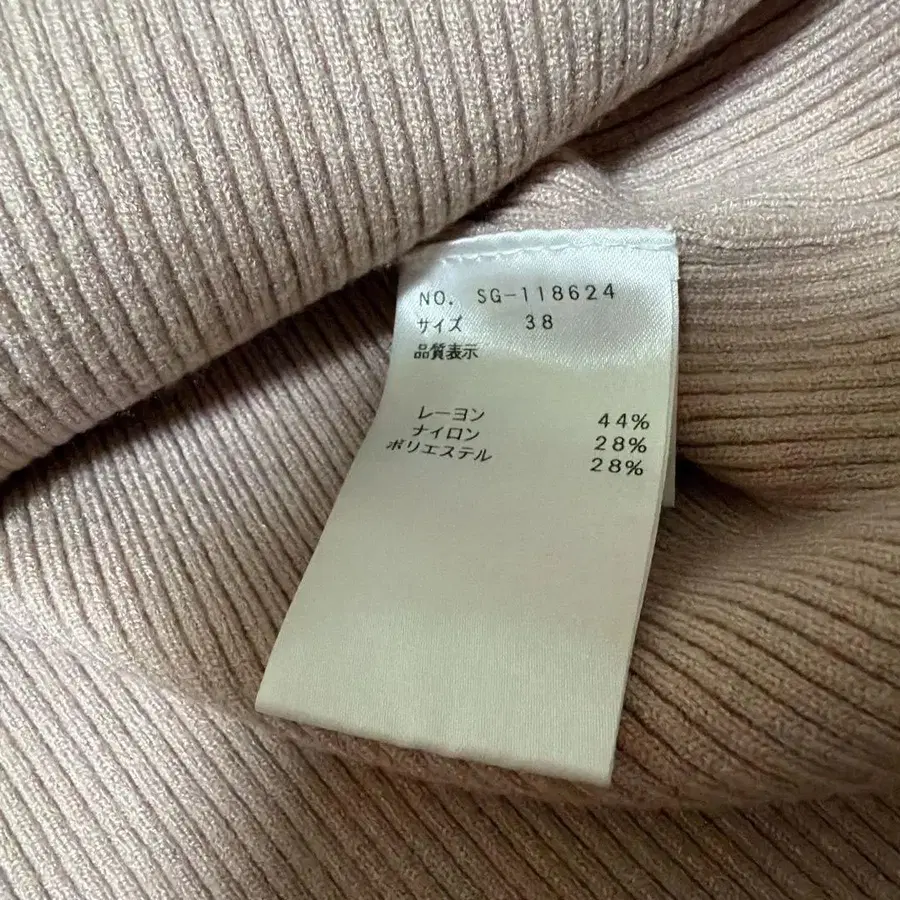 NO. SG-118624
サイズ 38
品質表示
レーヨン 44%
ナイロン 28%
ポリエステル 28%